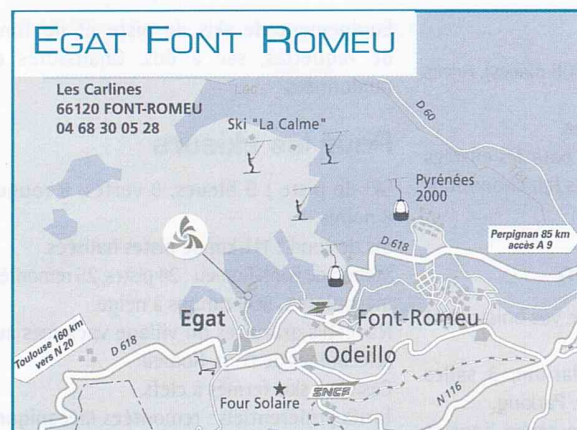 EGAT FONT ROMEU
Les Carlines
66120 FONT-ROMEU
04 68 30 05 28
Ski "La Calme"
D 60
Pyrénées
2000
Perpignan 85 km
accès A 9
D 618
Egat
Font-Romeu
Toulouse 160 km
vers N 20
D 618
Odeillo
Four Solaire
SNCF
N 116